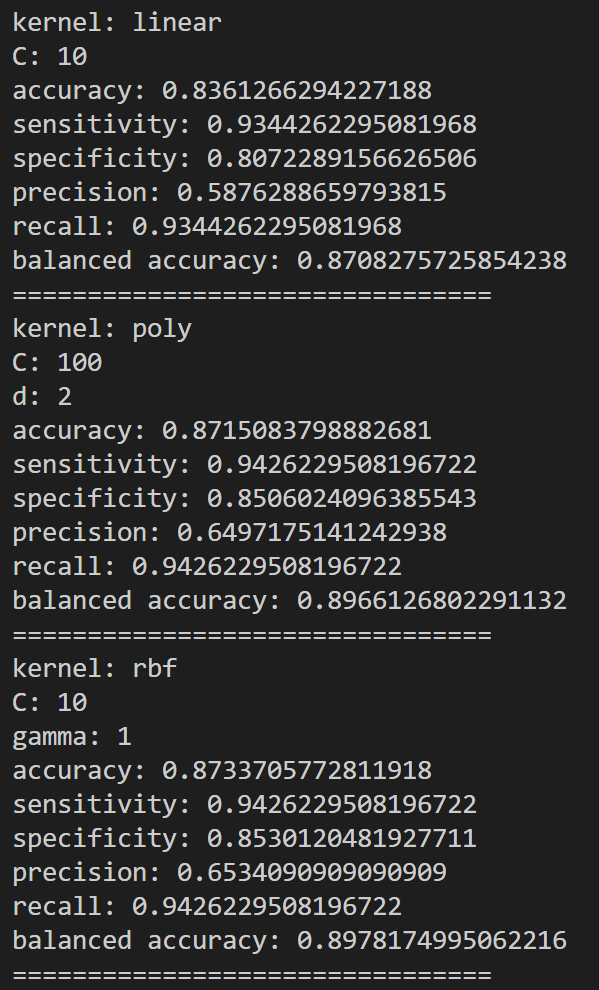 kernel: linear
C: 10
accuracy: 0.8361266294227188
sensitivity: 0.9344262295081968
specificity: 0.8072289156626506
precision: 0.5876288659793815
recall: 0.9344262295081968
balanced accuracy: 0.8708275725854238
================================
kernel: poly
C: 100
d: 2
accuracy: 0.8715083798882681
sensitivity: 0.9426229508196722
specificity: 0.8506024096385543
precision: 0.6497175141242938
recall: 0.9426229508196722
balanced accuracy: 0.8966126802291132
================================
kernel: rbf
C: 10
gamma: 1
accuracy: 0.8733705772811918
sensitivity: 0.9426229508196722
specificity: 0.8530120481927711
precision: 0.6534090909090909
recall: 0.9426229508196722
balanced accuracy: 0.8978174995062216
================================